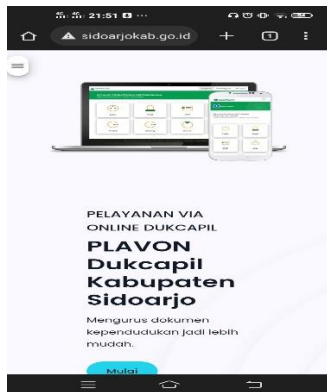 21:51
sidoarjokab.go.id
1
PELAYANAN VIA
ONLINE DUKCAPIL
PLAVON
Dukcapil
Kabupaten
Sidoarjo
Mengurus dokumen
kependudukan jadi lebih
mudah.
Mulai